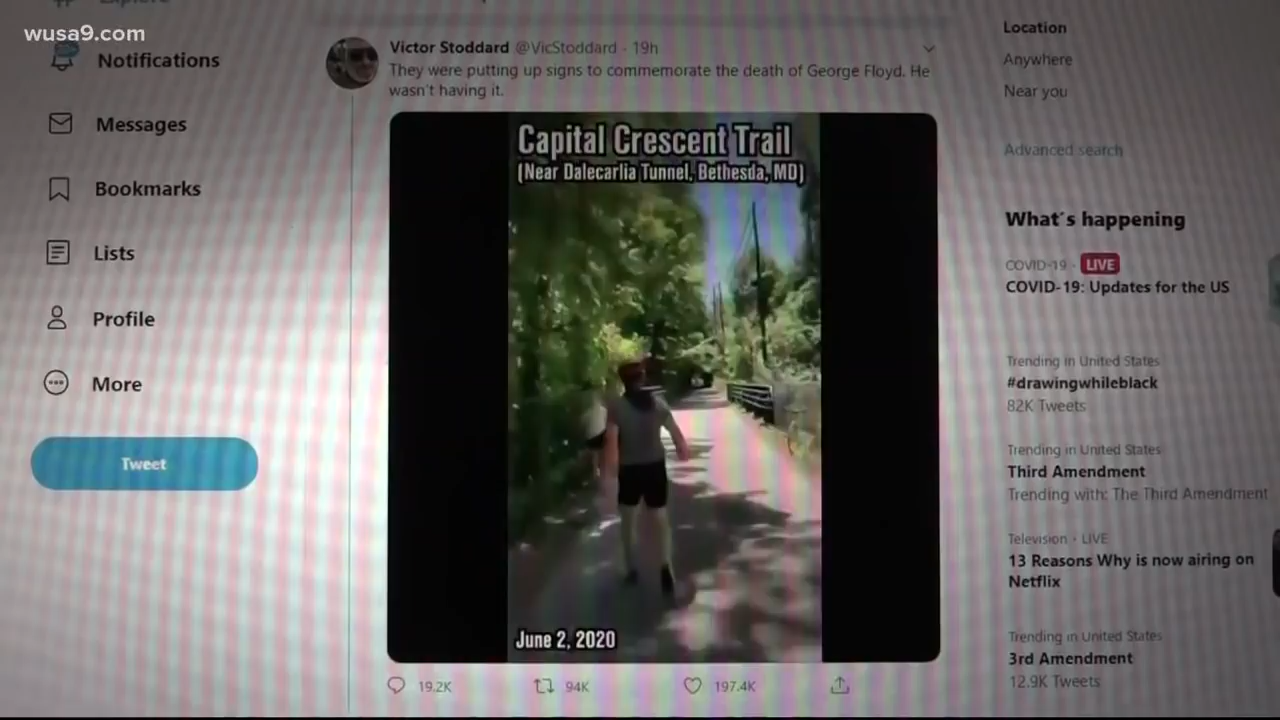 wusa9.com
Explore
Notifications
Messages
Bookmarks
Lists
Profile
More
Tweet
Victor Stoddard @VicStoddard · 19h
They were putting up signs to commemorate the death of George Floyd. He
wasn't having it.
Capital Crescent Trail
(Near Dalecarlia Tunnel, Bethesda, MD)
June 2, 2020
19.2K
94K
197.4K
Location
Anywhere
Near you
Advanced search
What's happening
COVID-19 · LIVE
COVID-19: Updates for the US
Trending in United States
#drawingwhileblack
82K Tweets
Trending in United States
Third Amendment
Trending with: The Third Amendment
Television · LIVE
13 Reasons Why is now airing on
Netflix
Trending in United States
3rd Amendment
12.9K Tweets